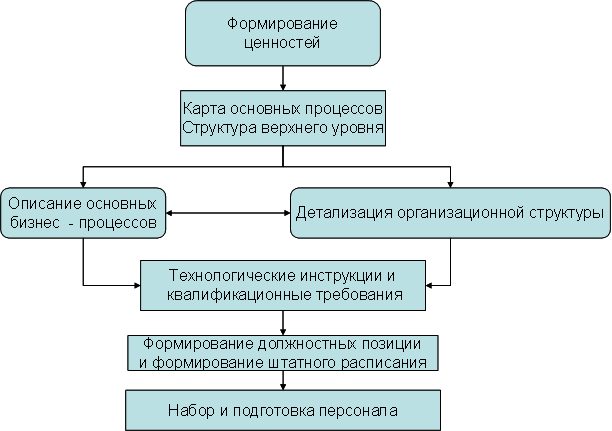 Формирование
ценностей
Карта основных процессов
Структура верхнего уровня
Описание основных
бизнес - процессов
Детализация организационной структуры
Технологические инструкции и
квалификационные требования
Формирование должностных позиции
и формирование штатного расписания
Набор и подготовка персонала